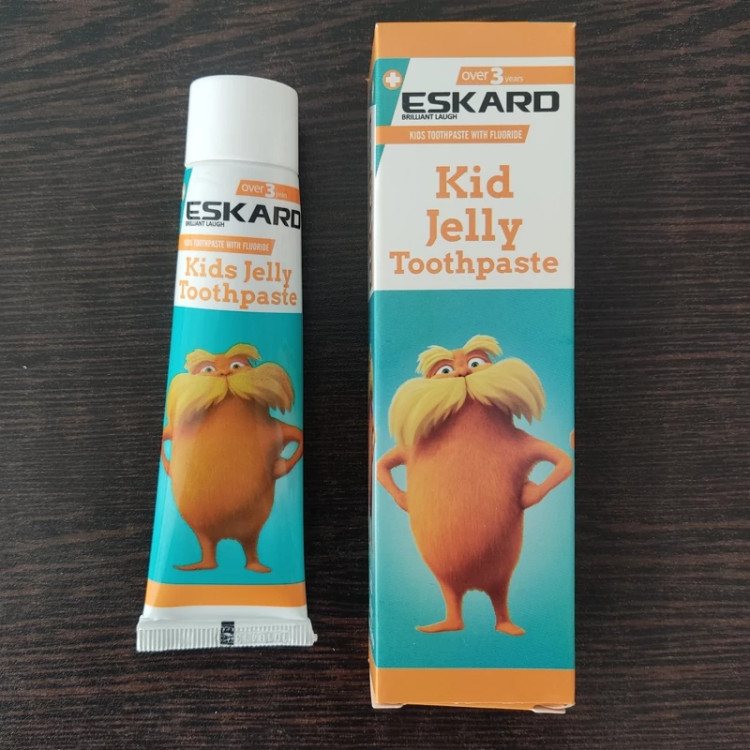 over 3 years
ESKARD
BRILLIANT LAUGH
KIDS TOOTHPASTE WITH FLUORIDE
Kids Jelly
Toothpaste
over 3 years
ESKARD
BRILLIANT LAUGH
KIDS TOOTHPASTE WITH FLUORIDE
Kid
Jelly
Toothpaste